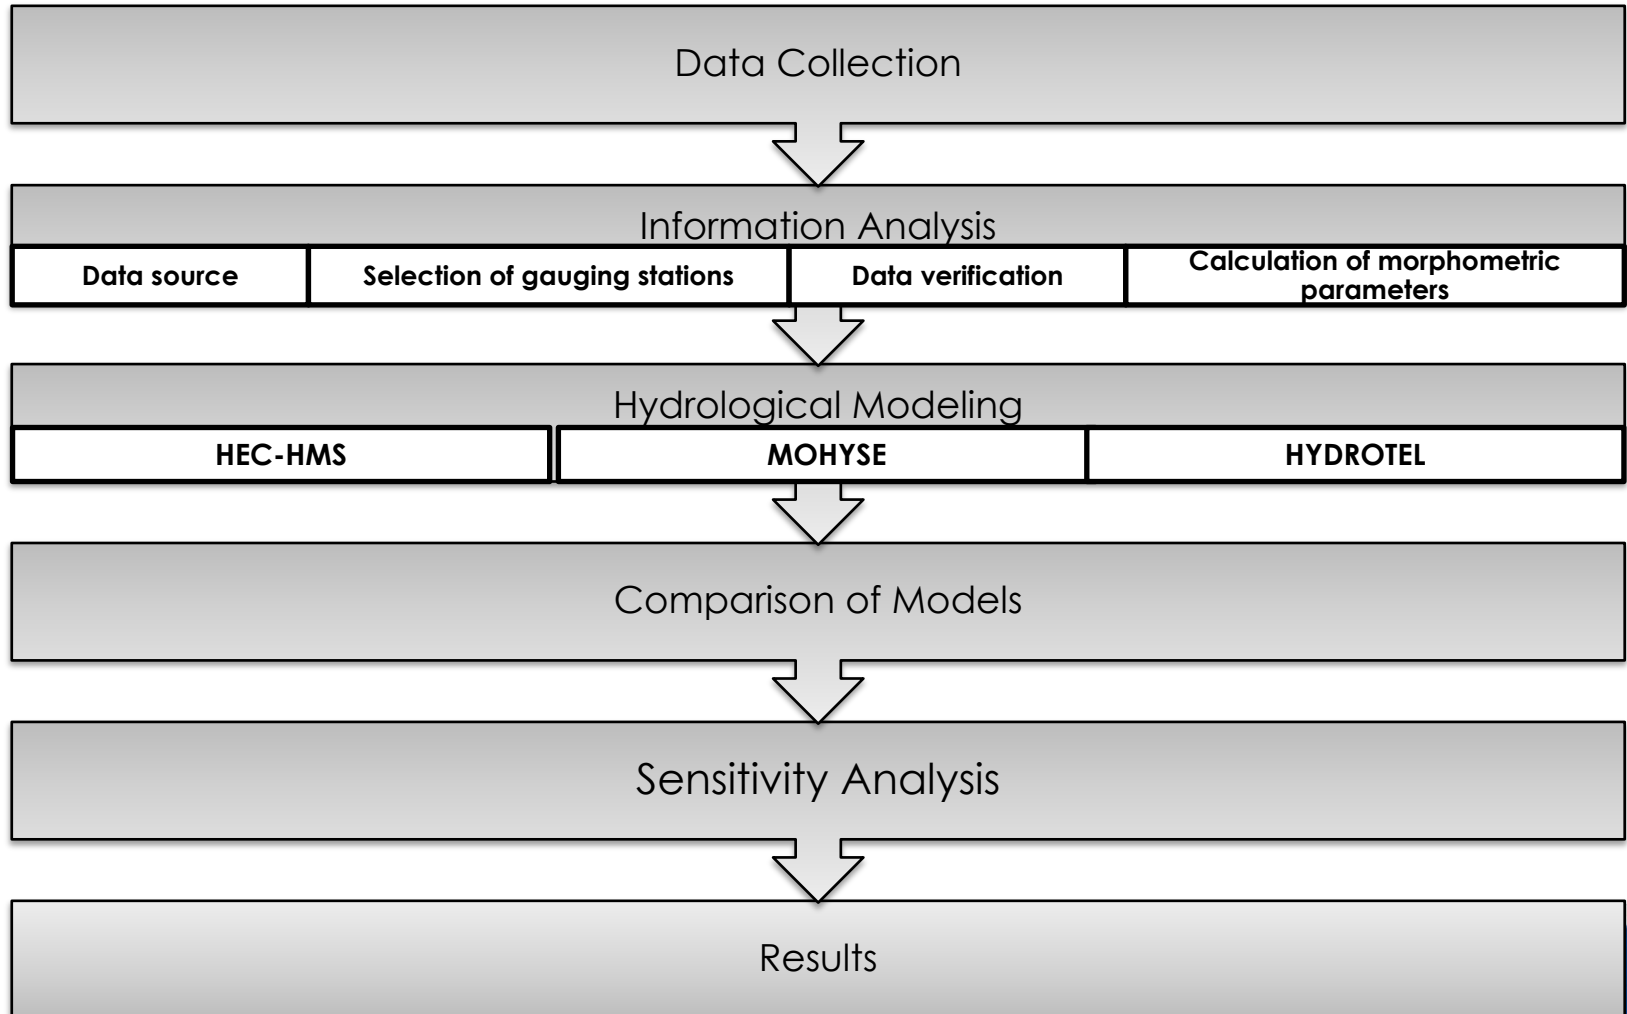 Data Collection
Information Analysis
Data source
Selection of gauging stations
Data verification
Calculation of morphometric
parameters
Hydrological Modeling
HEC-HMS
MOHYSE
HYDROTEL
Comparison of Models
Sensitivity Analysis
Results